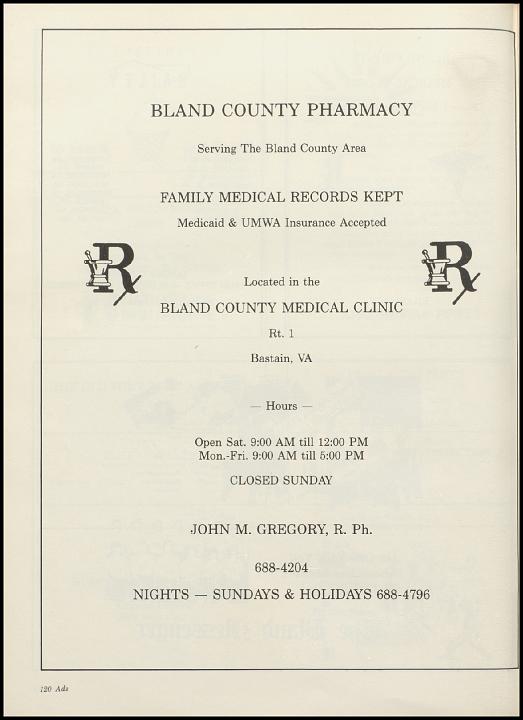 BLAND COUNTY PHARMACY
Serving The Bland County Area
FAMILY MEDICAL RECORDS KEPT
Medicaid & UMWA Insurance Accepted
Rx
Rx
Located in the
BLAND COUNTY MEDICAL CLINIC
Rt. 1
Bastain, VA
— Hours —
Open Sat. 9:00 AM till 12:00 PM
Mon.-Fri. 9:00 AM till 5:00 PM
CLOSED SUNDAY
JOHN M. GREGORY, R. Ph.
688-4204
NIGHTS — SUNDAYS & HOLIDAYS 688-4796
120 Ads